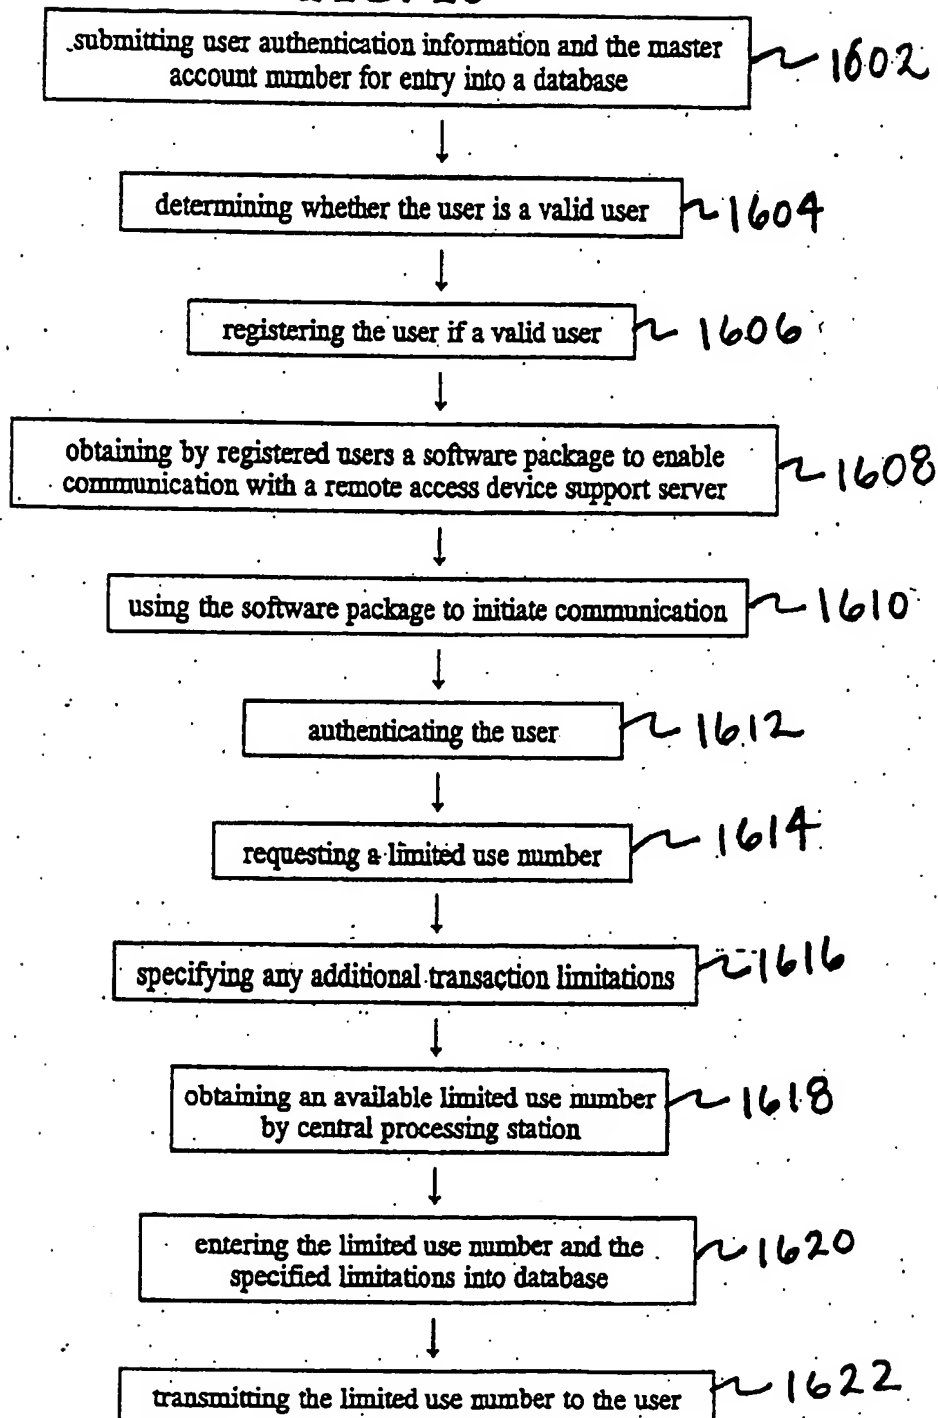 submitting user authentication information and the master
account number for entry into a database
1602
determining whether the user is a valid user
1604
registering the user if a valid user
1606
obtaining by registered users a software package to enable
communication with a remote access device support server
1608
using the software package to initiate communication
1610
authenticating the user
1612
requesting a limited use number
1614
specifying any additional transaction limitations
1616
obtaining an available limited use number
by central processing station
1618
entering the limited use number and the
specified limitations into database
1620
transmitting the limited use number to the user
1622